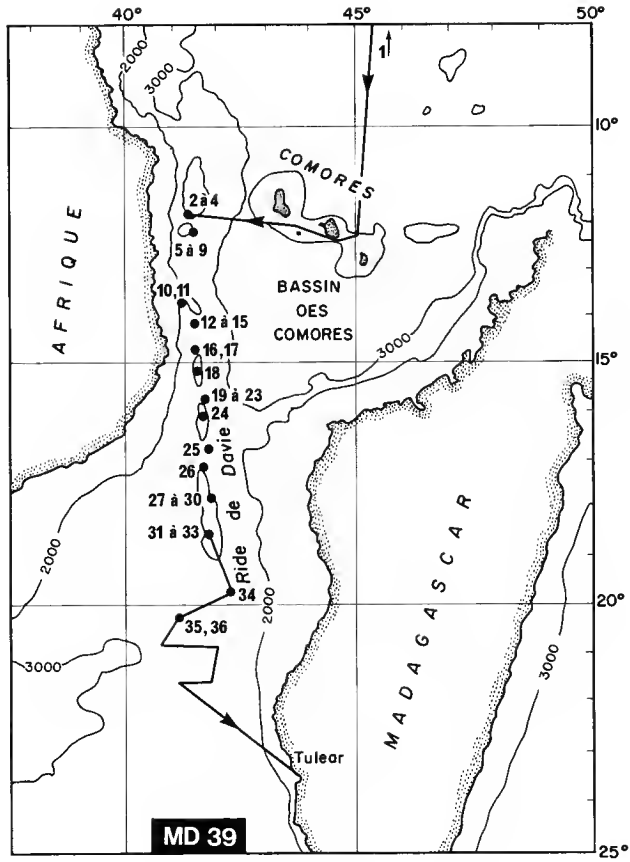 40° 45° 50°
5°
2000
3000
1
10°
COMORES
2 à 4
5 à 9
AFRIQUE
BASSIN
OES
COMORES
10,11
12 à 15
3000
16,17
15°
18
19 à 23
24
25
26
Ride de Davie
27 à 30
31 à 33
2000
2000
34
20°
35, 36
3000
MADAGASCAR
3000
Tulear
MD 39
25°